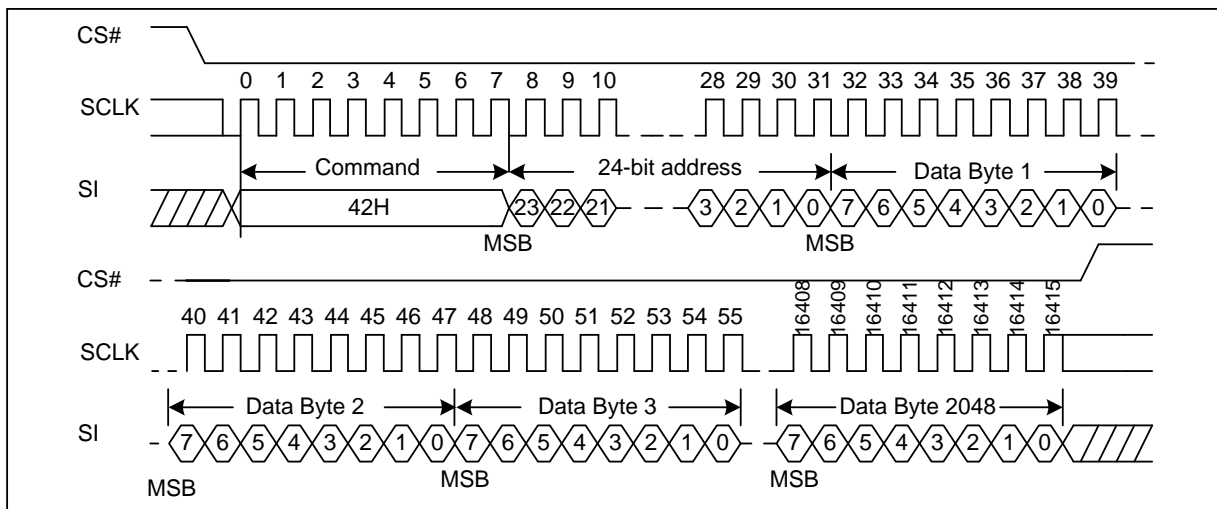 CS#
0 1 2 3 4 5 6 7 8 9 10 28 29 30 31 32 33 34 35 36 37 38 39
SCLK
Command 24-bit address Data Byte 1
SI
42H 23 22 21 3 2 1 0 7 6 5 4 3 2 1 0
MSB MSB
CS#
40 41 42 43 44 45 46 47 48 49 50 51 52 53 54 55 16408 16409 16410 16411 16412 16413 16414 16415
SCLK
Data Byte 2 Data Byte 3 Data Byte 2048
SI
7 6 5 4 3 2 1 0 7 6 5 4 3 2 1 0 7 6 5 4 3 2 1 0
MSB MSB MSB